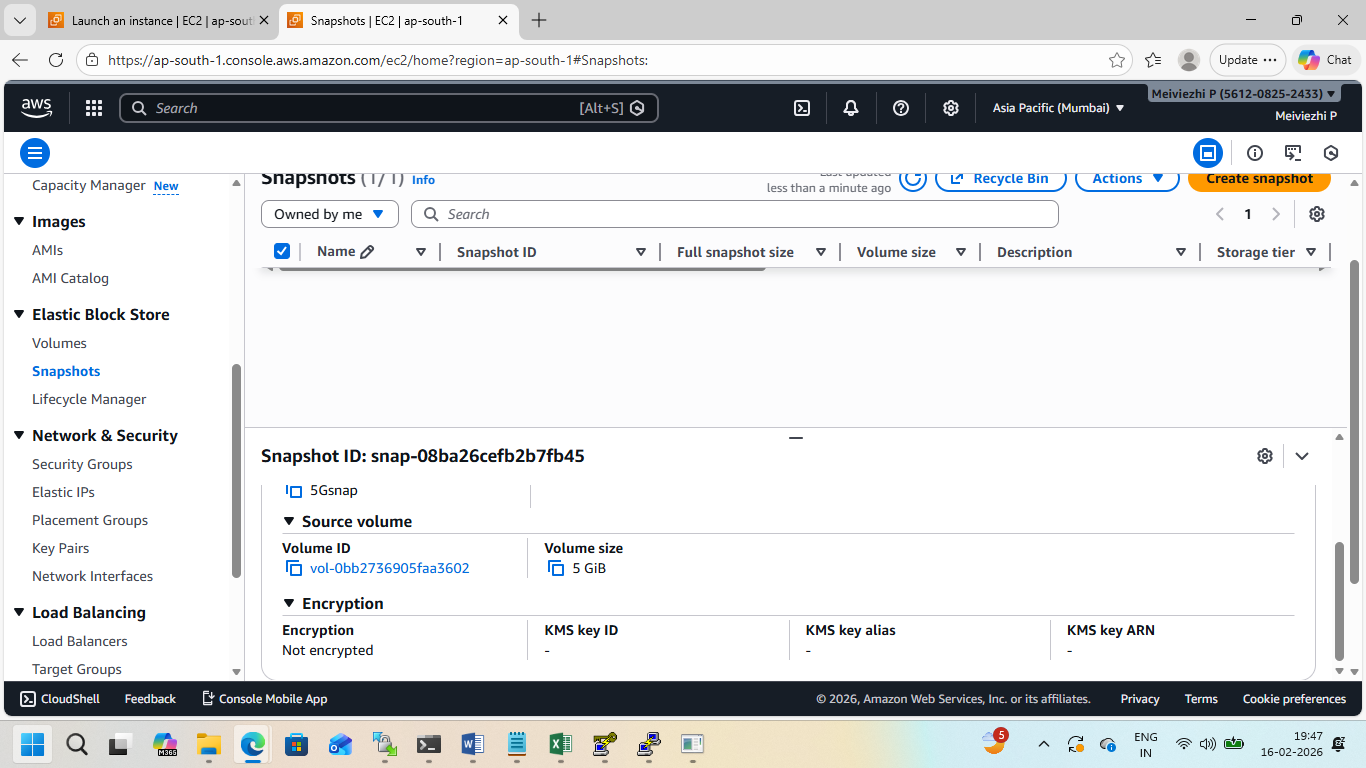 Launch an instance | EC2 | ap-sout
Snapshots | EC2 | ap-south-1
https://ap-south-1.console.aws.amazon.com/ec2/home?region=ap-south-1#Snapshots:
Update
Chat
aws
Search
[Alt+S]
Asia Pacific (Mumbai)
Meiviezhi P (5612-0825-2433)
Meiviezhi P
Capacity Manager New
Images
AMIs
AMI Catalog
Elastic Block Store
Volumes
Snapshots
Lifecycle Manager
Network & Security
Security Groups
Elastic IPs
Placement Groups
Key Pairs
Network Interfaces
Load Balancing
Load Balancers
Target Groups
Snapshots (1/1) Info
Last updated
less than a minute ago
Recycle Bin
Actions
Create snapshot
Owned by me
Search
1
Name
Snapshot ID
Full snapshot size
Volume size
Description
Storage tier
Snapshot ID: snap-08ba26cefb2b7fb45
5Gsnap
Source volume
Volume ID
vol-0bb2736905faa3602
Volume size
5 GiB
Encryption
Encryption
Not encrypted
KMS key ID
-
KMS key alias
-
KMS key ARN
-
CloudShell
Feedback
Console Mobile App
© 2026, Amazon Web Services, Inc. or its affiliates.
Privacy
Terms
Cookie preferences
M365
5
ENG
IN
19:47
16-02-2026